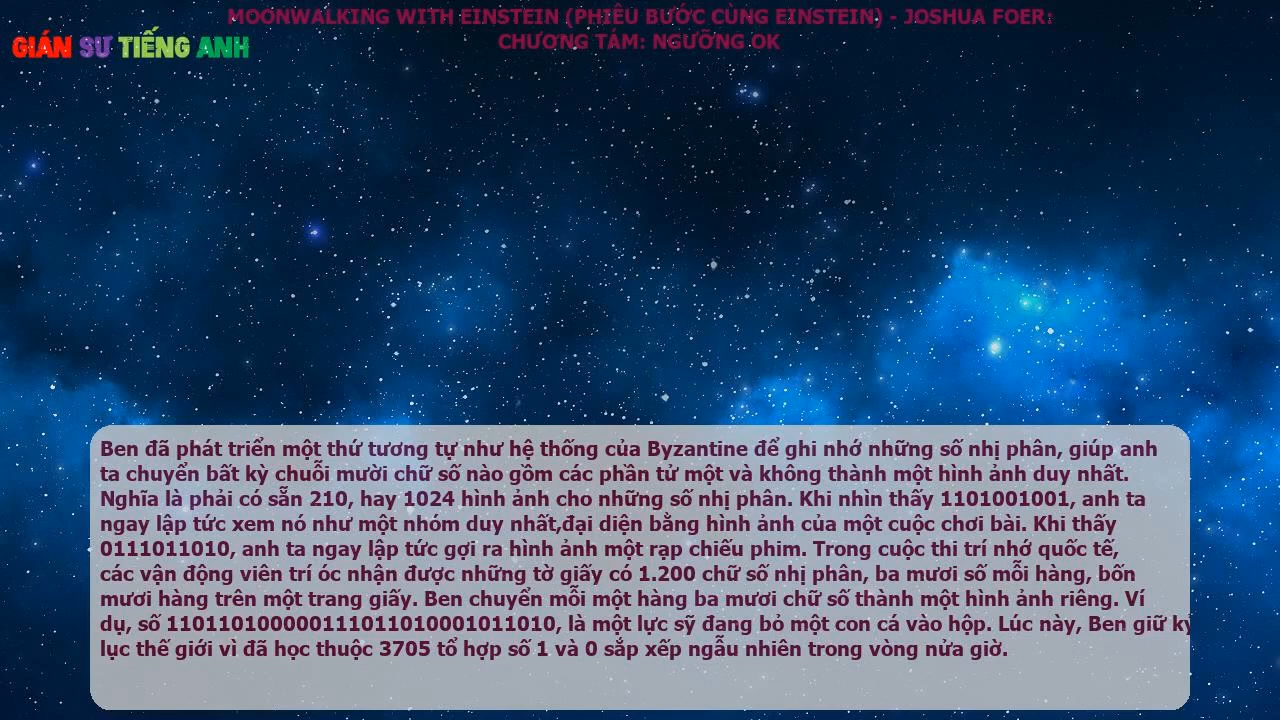 MOONWALKING WITH EINSTEIN (PHIÊU BƯỚC CÙNG EINSTEIN) - JOSHUA FOER:
CHƯƠNG TÁM: NGƯỠNG OK
GIÁN SƯ TIẾNG ANH
Ben đã phát triển một thứ tương tự như hệ thống của Byzantine để ghi nhớ những số nhị phân, giúp anh
ta chuyển bất kỳ chuỗi mười chữ số nào gồm các phần tử một và không thành một hình ảnh duy nhất.
Nghĩa là phải có sẵn 210, hay 1024 hình ảnh cho những số nhị phân. Khi nhìn thấy 1101001001, anh ta
ngay lập tức xem nó như một nhóm duy nhất,đại diện bằng hình ảnh của một cuộc chơi bài. Khi thấy
0111011010, anh ta ngay lập tức gợi ra hình ảnh một rạp chiếu phim. Trong cuộc thi trí nhớ quốc tế,
các vận động viên trí óc nhận được những tờ giấy có 1.200 chữ số nhị phân, ba mươi số mỗi hàng, bốn
mươi hàng trên một trang giấy. Ben chuyển mỗi một hàng ba mươi chữ số thành một hình ảnh riêng. Ví
dụ, số 110110100000111011010001011010, là một lực sỹ đang bỏ một con cá vào hộp. Lúc này, Ben giữ kỷ
lục thế giới vì đã học thuộc 3705 tổ hợp số 1 và 0 sắp xếp ngẫu nhiên trong vòng nửa giờ.